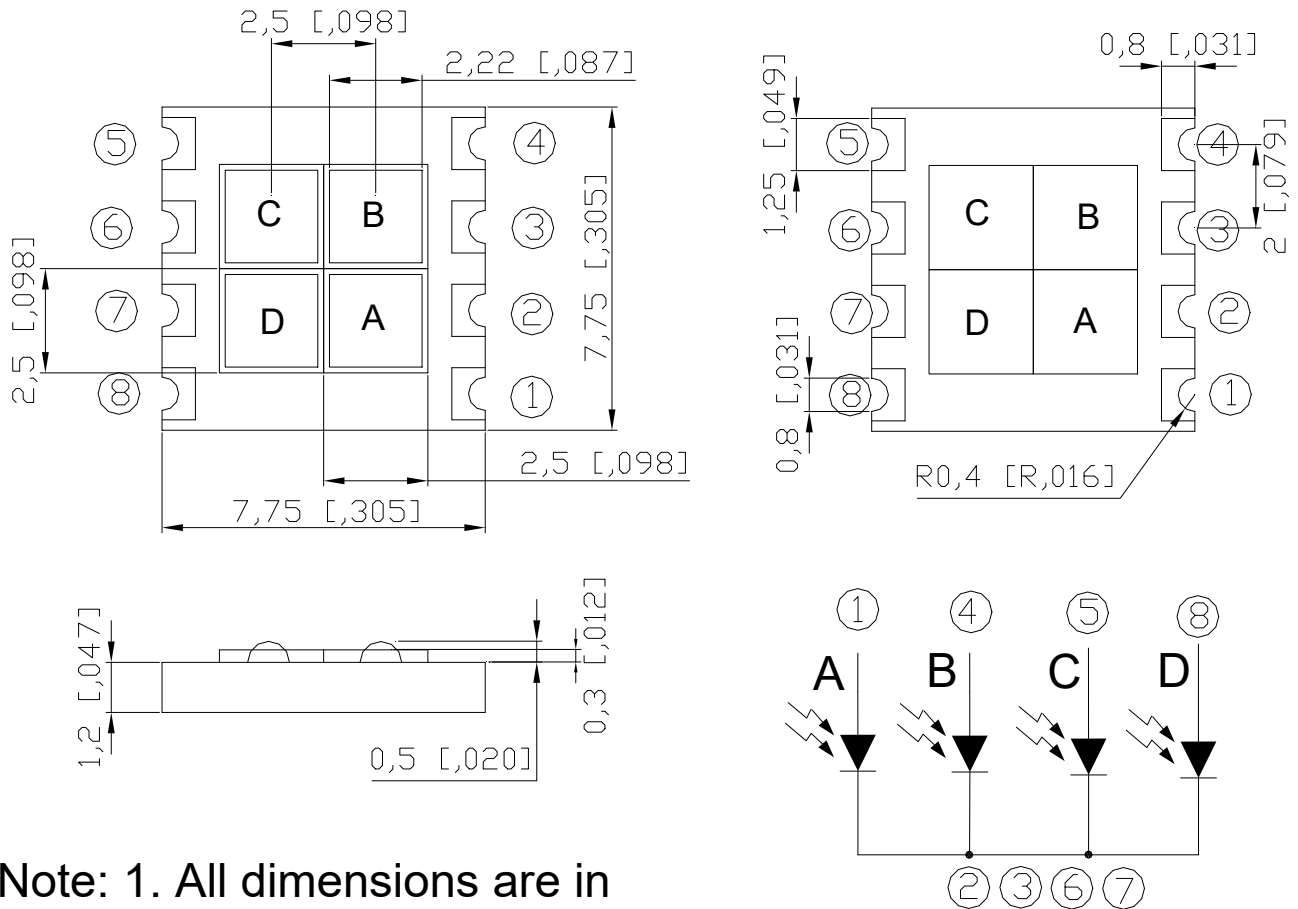 2,5 [,098]
2,22 [,087]
5
4
C
B
6
3
7,75 [,305]
2,5 [,098]
7
2
D
A
8
1
2,5 [,098]
7,75 [,305]
0,8 [,031]
1,25 [,049]
5
4
2 [,079]
C
B
6
3
7
2
D
A
0,8 [,031]
8
1
R0,4 [R,016]
1,2 [,047]
0,3 [,012]
0,5 [,020]
1
4
5
8
A
B
C
D
2 3 6 7
Note: 1. All dimensions are in